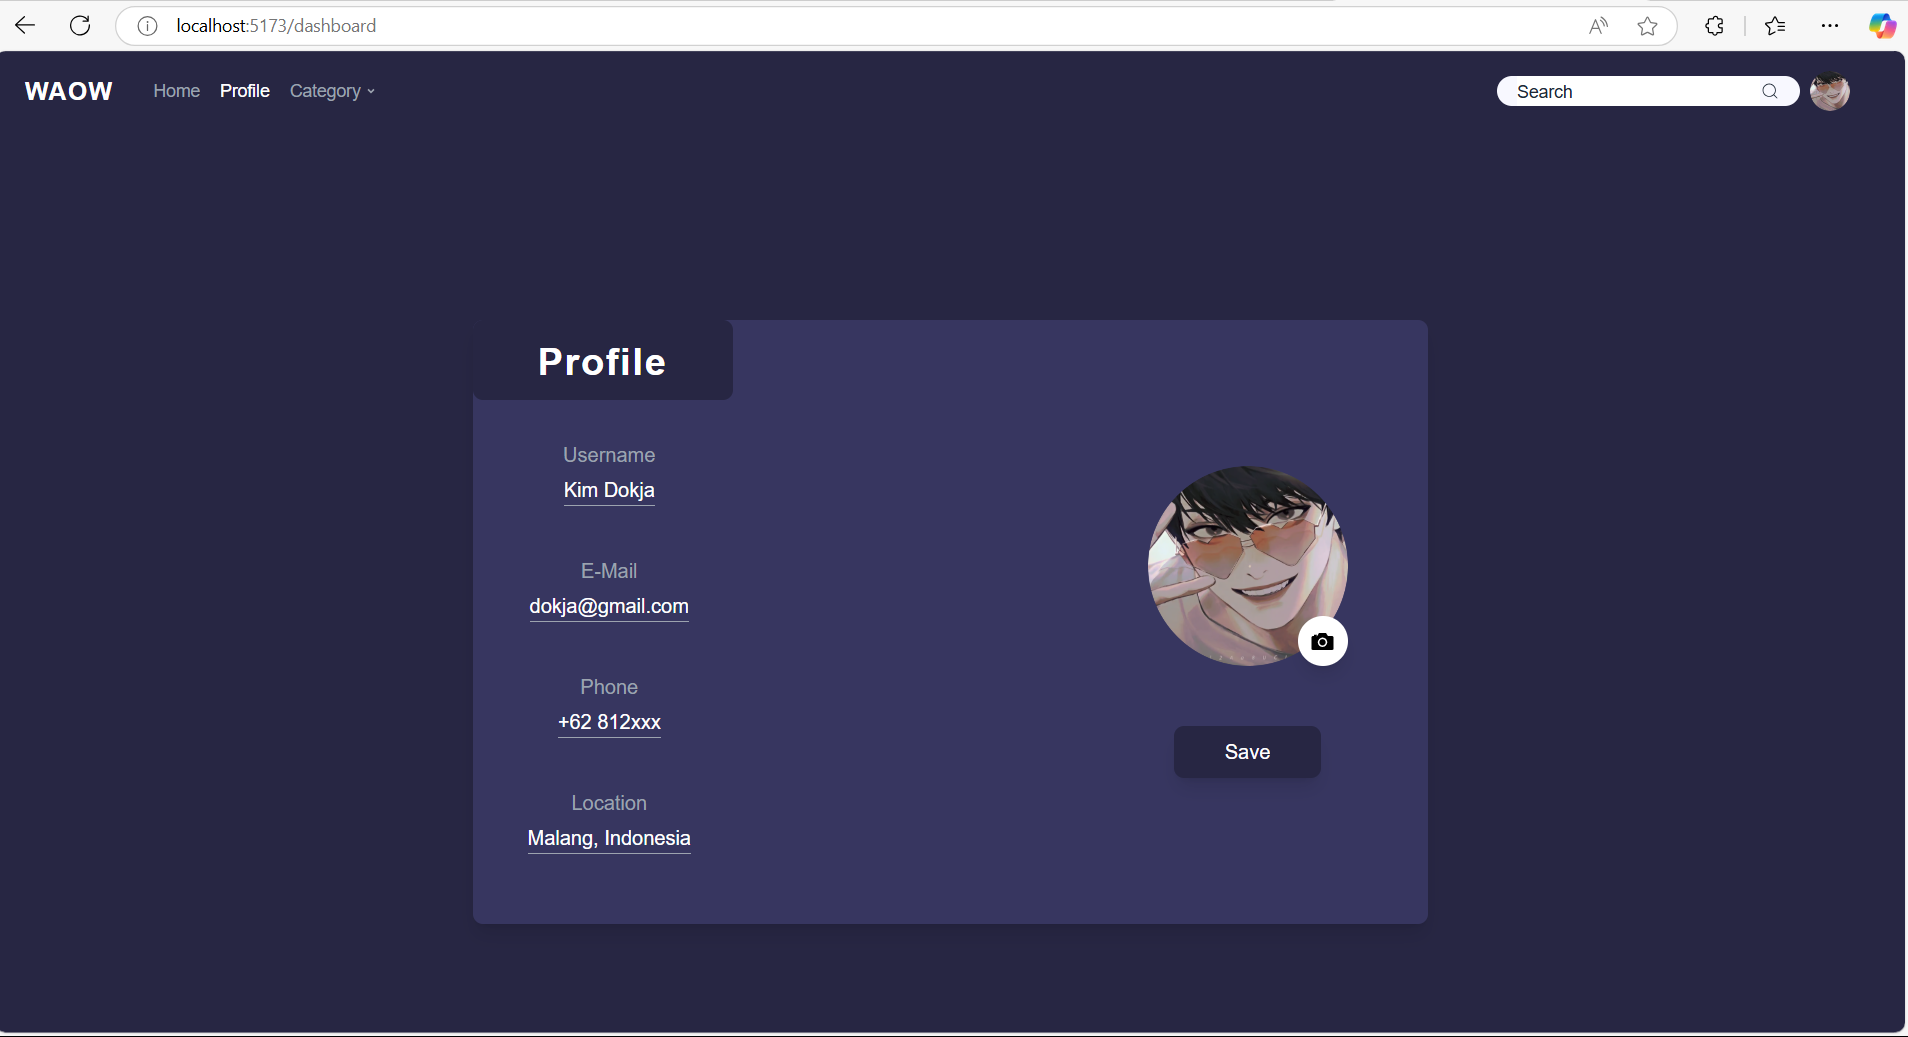 localhost:5173/dashboard
WAOW Home Profile Category Search
Profile
Username
Kim Dokja
E-Mail
dokja@gmail.com
Phone
+62 812xxx
Save
Location
Malang, Indonesia